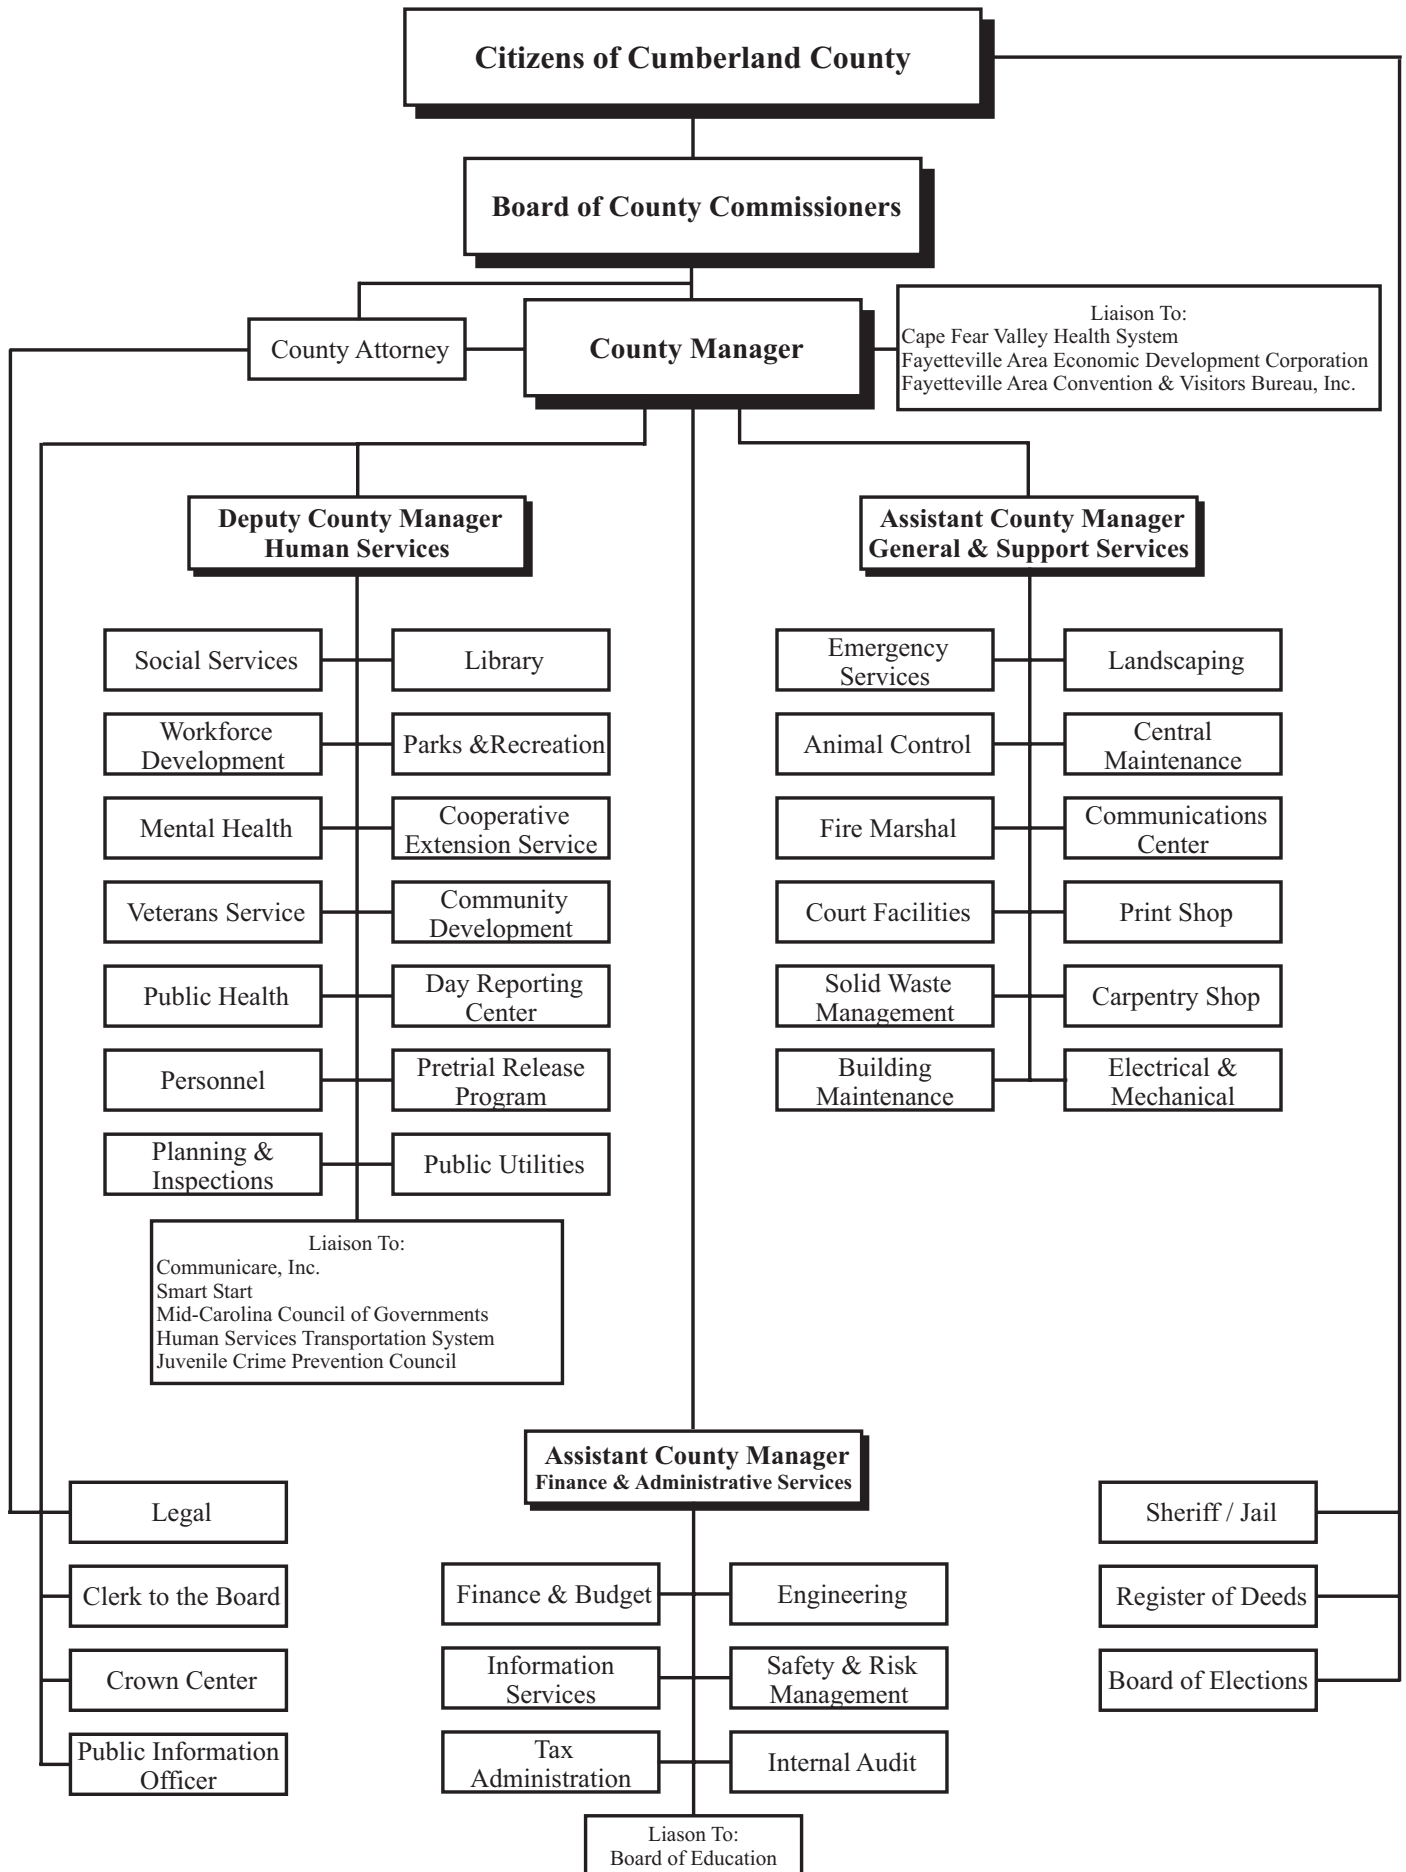 Citizens of Cumberland County
Board of County Commissioners
County Attorney
County Manager
Liaison To:
Cape Fear Valley Health System
Fayetteville Area Economic Development Corporation
Fayetteville Area Convention & Visitors Bureau, Inc.
Deputy County Manager
Human Services
Assistant County Manager
General & Support Services
Social Services
Library
Workforce
Development
Parks &Recreation
Mental Health
Cooperative
Extension Service
Veterans Service
Community
Development
Public Health
Day Reporting
Center
Personnel
Pretrial Release
Program
Planning &
Inspections
Public Utilities
Liaison To:
Communicare, Inc.
Smart Start
Mid-Carolina Council of Governments
Human Services Transportation System
Juvenile Crime Prevention Council
Emergency
Services
Landscaping
Animal Control
Central
Maintenance
Fire Marshal
Communications
Center
Court Facilities
Print Shop
Solid Waste
Management
Carpentry Shop
Building
Maintenance
Electrical &
Mechanical
Assistant County Manager
Finance & Administrative Services
Legal
Clerk to the Board
Crown Center
Public Information
Officer
Finance & Budget
Engineering
Information
Services
Safety & Risk
Management
Tax
Administration
Internal Audit
Liason To:
Board of Education
Sheriff / Jail
Register of Deeds
Board of Elections